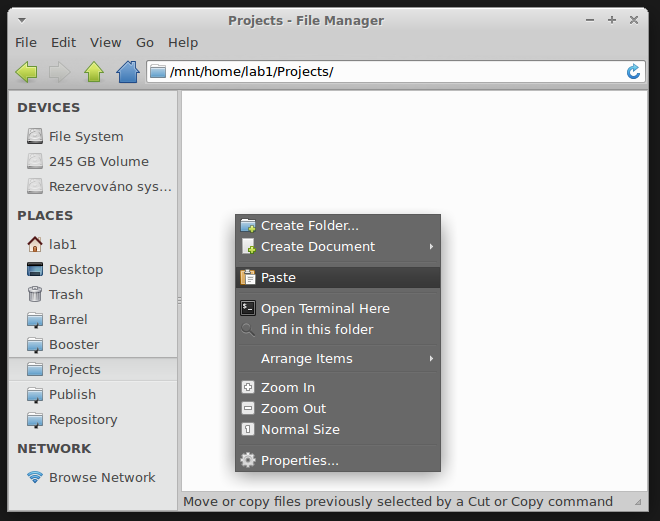 Projects - File Manager
File Edit View Go Help
/mnt/home/lab1/Projects/
DEVICES
File System
245 GB Volume
Rezervováno sys...
PLACES
lab1
Desktop
Trash
Barrel
Booster
Projects
Publish
Repository
NETWORK
Browse Network
Create Folder...
Create Document
Paste
Open Terminal Here
Find in this folder
Arrange Items
Zoom In
Zoom Out
Normal Size
Properties...
Move or copy files previously selected by a Cut or Copy command